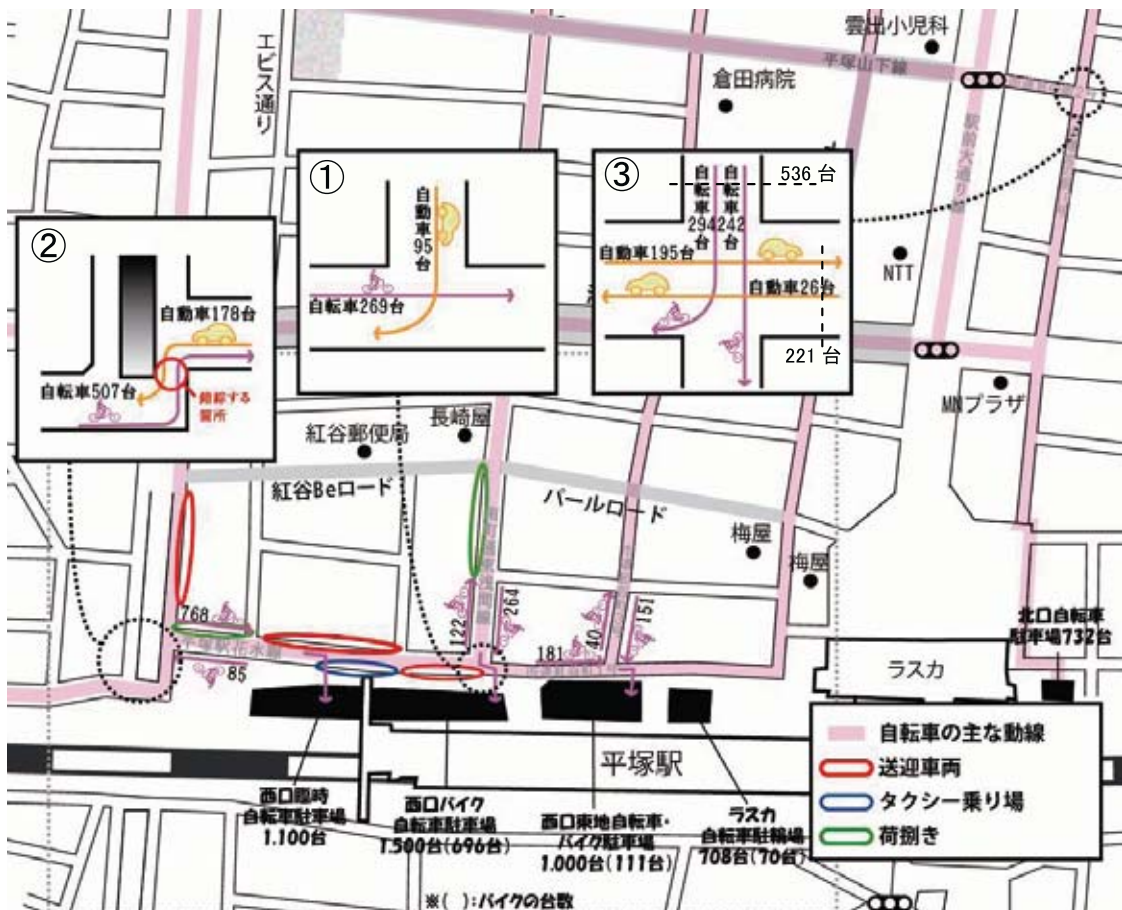 雲出小児科
エビス通り
平塚山下線
倉田病院
駅前大通り線
①
自動車95台
自転車269台
②
自動車178台
自転車507台
錯綜する
箇所
③
自転車294台
自転車242台
536 台
自動車195台
自動車26台
221 台
NTT
MNプラザ
長崎屋
紅谷郵便局
紅谷Beロード
パールロード
梅屋
梅屋
768
平塚駅花水線
85
122
264
181
40
151
北口自転車
駐車場732台
ラスカ
平塚駅
西口臨時
自転車駐車場
1.100台
西口バイク
自転車駐車場
1.500台(696台)
西口東地自転車・
バイク駐車場
1.000台(111台)
ラスカ
自転車駐輪場
708台(70台)
※( ):バイクの台数
自転車の主な動線
送迎車両
タクシー乗り場
荷捌き